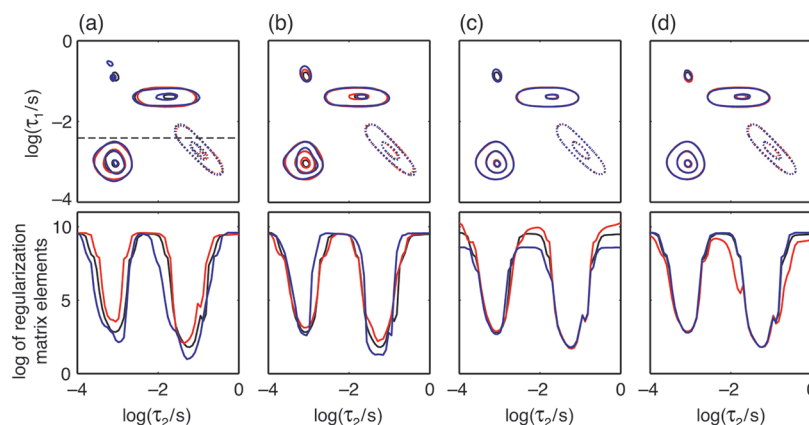 (a) (b) (c) (d)
0
log(τ₁/s)
−2
−4
10
log of regularization
matrix elements
5
0
−4 −2 0 −4 −2 0 −4 −2 0 −4 −2 0
log(τ₂/s) log(τ₂/s) log(τ₂/s) log(τ₂/s)